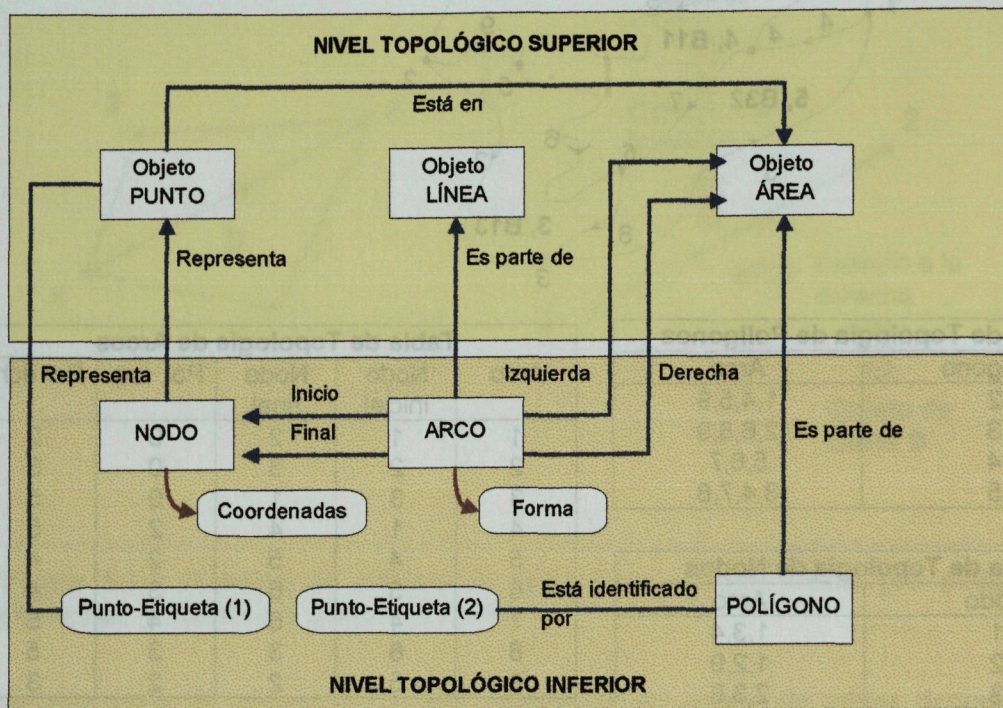 NIVEL TOPOLÓGICO SUPERIOR
Está en
Objeto
PUNTO
Objeto
LÍNEA
Objeto
ÁREA
Representa
Es parte de
Representa
Izquierda
Derecha
Inicio
Final
NODO
ARCO
Es parte de
Coordenadas
Forma
Punto-Etiqueta (1)
Punto-Etiqueta (2)
Está identificado
por
POLÍGONO
NIVEL TOPOLÓGICO INFERIOR